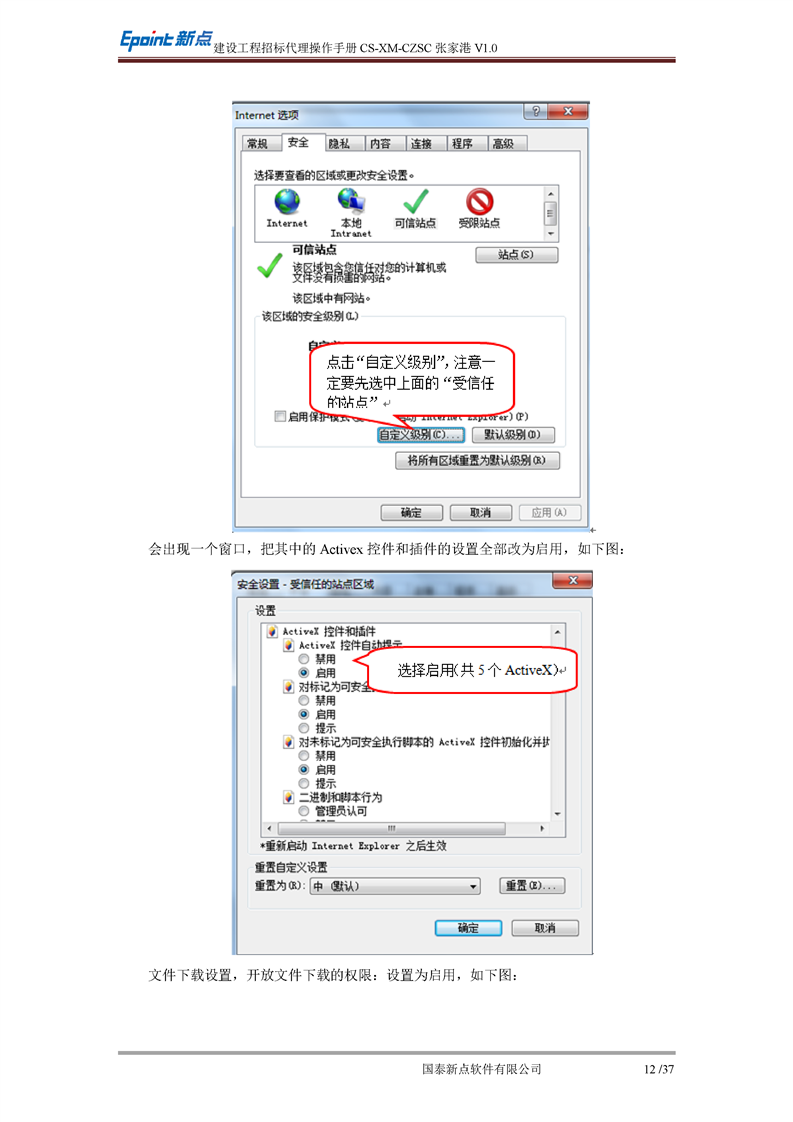 Epoint新点 建设工程招标代理操作手册 CS-XM-CZSC 张家港 V1.0
Internet 选项
常规 安全 隐私 内容 连接 程序 高级
选择要查看的区域或更改安全设置。
Internet 本地 Intranet 可信站点 受限站点
可信站点
站点(S)
该区域包含您信任对您的计算机或
文件没有损害的网站。
该区域中有网站。
该区域的安全级别(L)
点击“自定义级别”，注意一
定要先选中上面的“受信任
的站点”
启用保护模式 Internet Explorer)(P)
自定义级别(C)... 默认级别(D)
将所有区域重置为默认级别(R)
确定 取消 应用(A)
会出现一个窗口，把其中的 Activex 控件和插件的设置全部改为启用，如下图：
安全设置 - 受信任的站点区域
设置
ActiveX 控件和插件
ActiveX 控件自动提示
禁用
启用
选择启用（共 5 个 ActiveX）
对标记为可安全
禁用
启用
提示
对未标记为可安全执行脚本的 ActiveX 控件初始化并执
禁用
启用
提示
二进制和脚本行为
管理员认可
*重新启动 Internet Explorer 之后生效
重置自定义设置
重置为(R): 中 (默认) 重置(E)...
确定 取消
文件下载设置，开放文件下载的权限：设置为启用，如下图：
国泰新点软件有限公司 12 /37